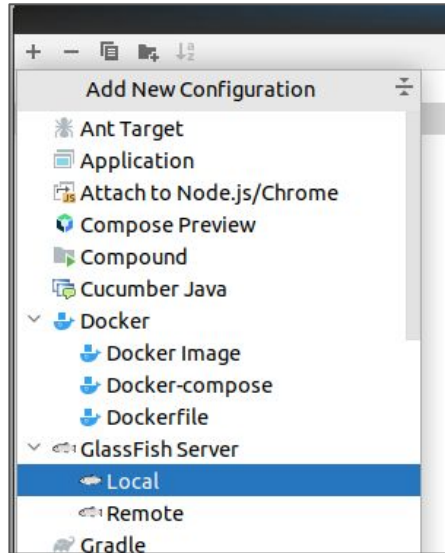 Add New Configuration
Ant Target
Application
Attach to Node.js/Chrome
Compose Preview
Compound
Cucumber Java
Docker
Docker Image
Docker-compose
Dockerfile
GlassFish Server
Local
Remote
Gradle